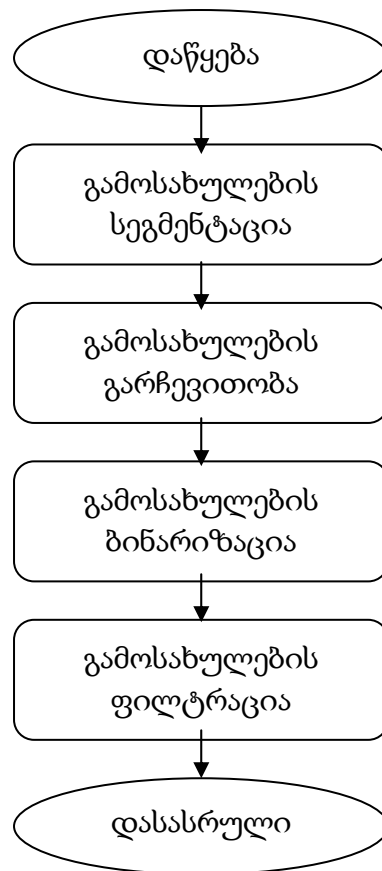 დაწყება
გამოსახულების
სეგმენტაცია
გამოსახულების
გარჩევითობა
გამოსახულების
ბინარიზაცია
გამოსახულების
ფილტრაცია
დასასრული